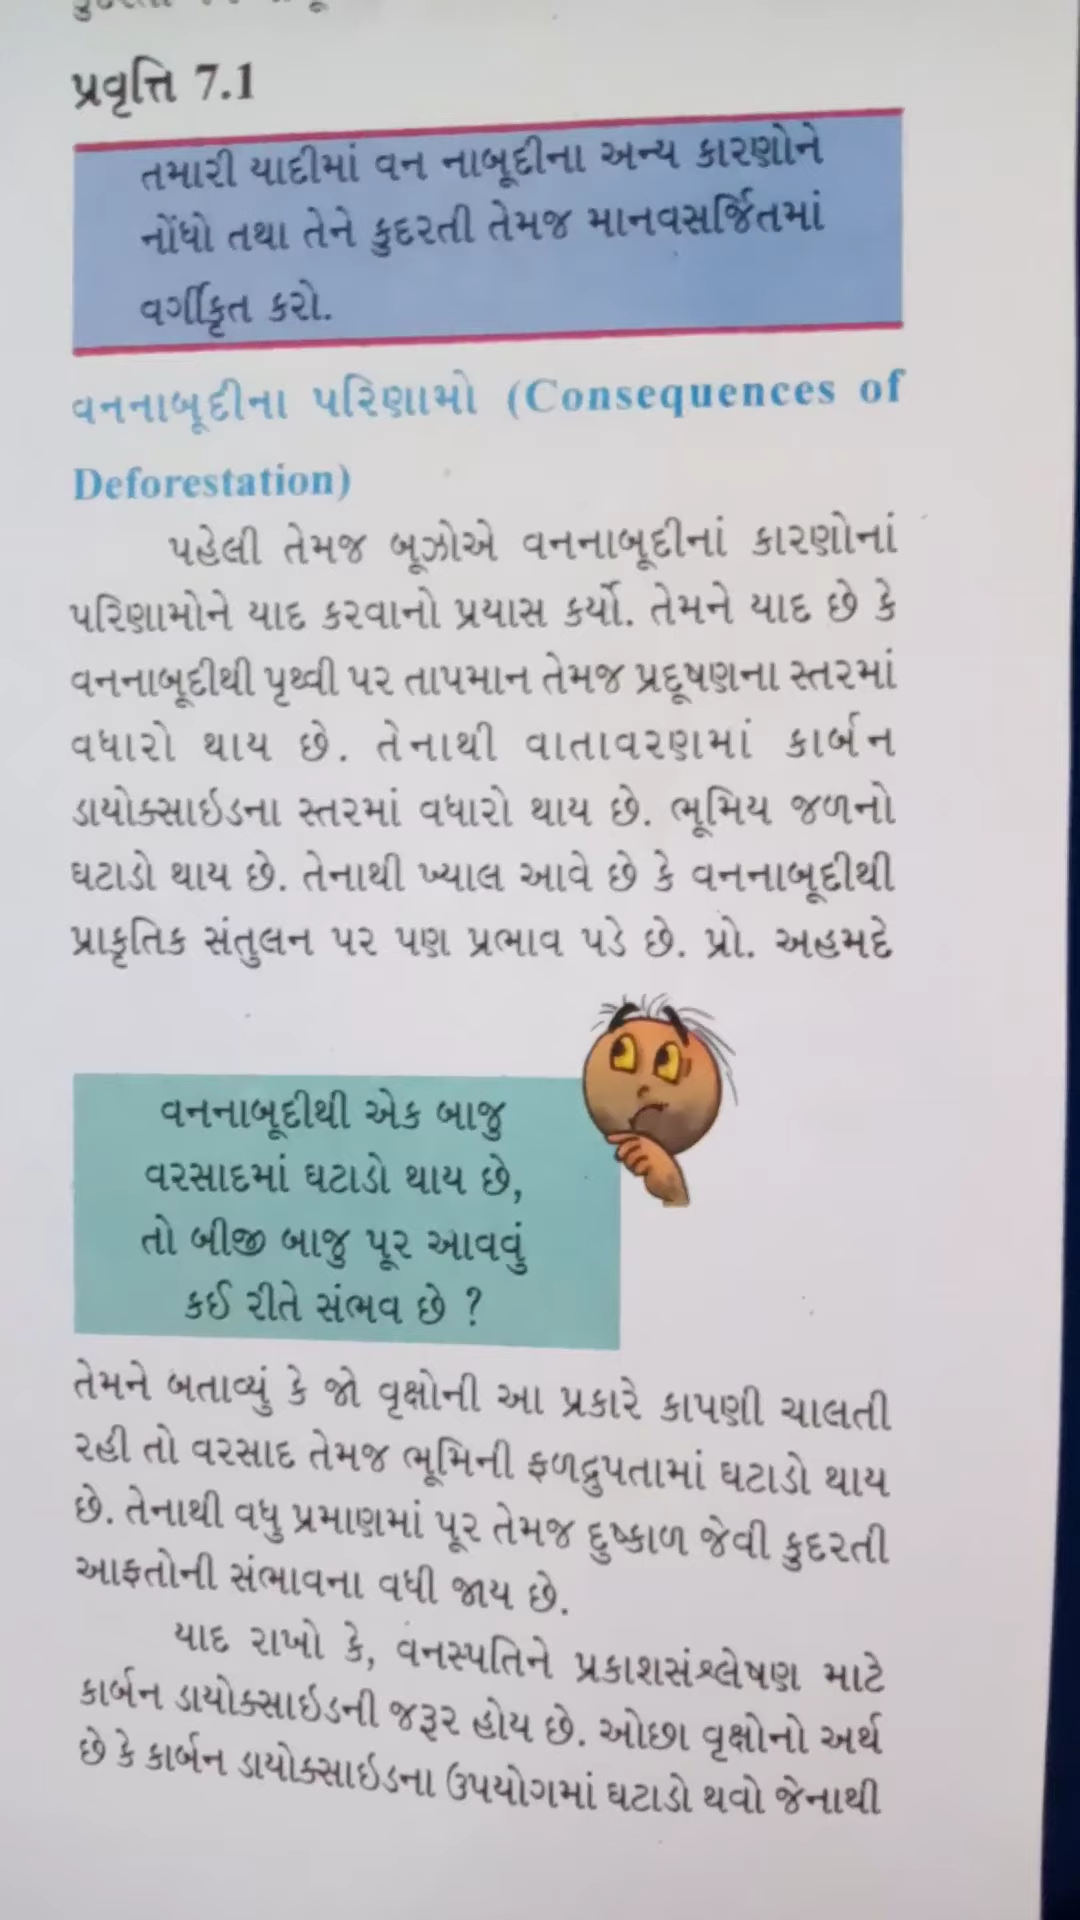 પ્રવૃત્તિ 7.1
તમારી યાદીમાં વન નાબૂદીના અન્ય કારણોને
નોંધો તથા તેને કુદરતી તેમજ માનવસર્જિતમાં
વર્ગીકૃત કરો.
વનનાબૂદીના પરિણામો (Consequences of
Deforestation)
પહેલી તેમજ બૂઝોએ વનનાબૂદીનાં કારણોનાં
પરિણામોને યાદ કરવાનો પ્રયાસ કર્યો. તેમને યાદ છે કે
વનનાબૂદીથી પૃથ્વી પર તાપમાન તેમજ પ્રદૂષણના સ્તરમાં
વધારો થાય છે. તેનાથી વાતાવરણમાં કાર્બન
ડાયોક્સાઇડના સ્તરમાં વધારો થાય છે. ભૂમિય જળનો
ઘટાડો થાય છે. તેનાથી ખ્યાલ આવે છે કે વનનાબૂદીથી
પ્રાકૃતિક સંતુલન પર પણ પ્રભાવ પડે છે. પ્રો. અહમદે
વનનાબૂદીથી એક બાજુ
વરસાદમાં ઘટાડો થાય છે,
તો બીજી બાજુ પૂર આવવું
કઈ રીતે સંભવ છે ?
તેમને બતાવ્યું કે જો વૃક્ષોની આ પ્રકારે કાપણી ચાલતી
રહી તો વરસાદ તેમજ ભૂમિની ફળદ્રુપતામાં ઘટાડો થાય
છે. તેનાથી વધુ પ્રમાણમાં પૂર તેમજ દુષ્કાળ જેવી કુદરતી
આફતોની સંભાવના વધી જાય છે.
યાદ રાખો કે, વનસ્પતિને પ્રકાશસંશ્લેષણ માટે
કાર્બન ડાયોક્સાઇડની જરૂર હોય છે. ઓછા વૃક્ષોનો અર્થ
છે કે કાર્બન ડાયોક્સાઇડના ઉપયોગમાં ઘટાડો થવો જેનાથી